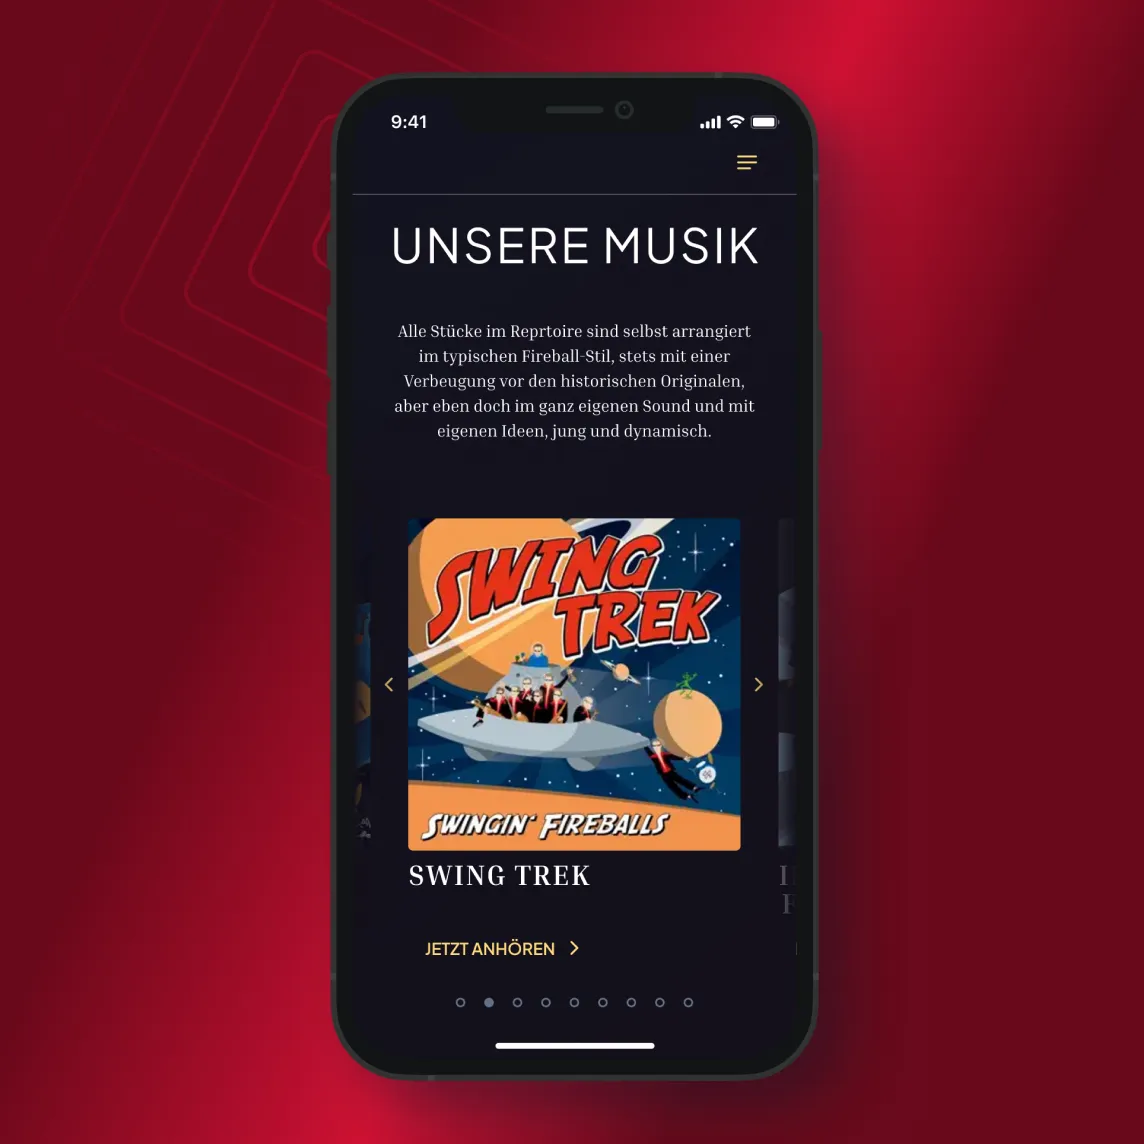 9:41
UNSERE MUSIK
Alle Stücke im Reprtoire sind selbst arrangiert
im typischen Fireball-Stil, stets mit einer
Verbeugung vor den historischen Originalen,
aber eben doch im ganz eigenen Sound und mit
eigenen Ideen, jung und dynamisch.
SWING
TREK
SWINGIN' FIREBALLS
SWING TREK
JETZT ANHÖREN